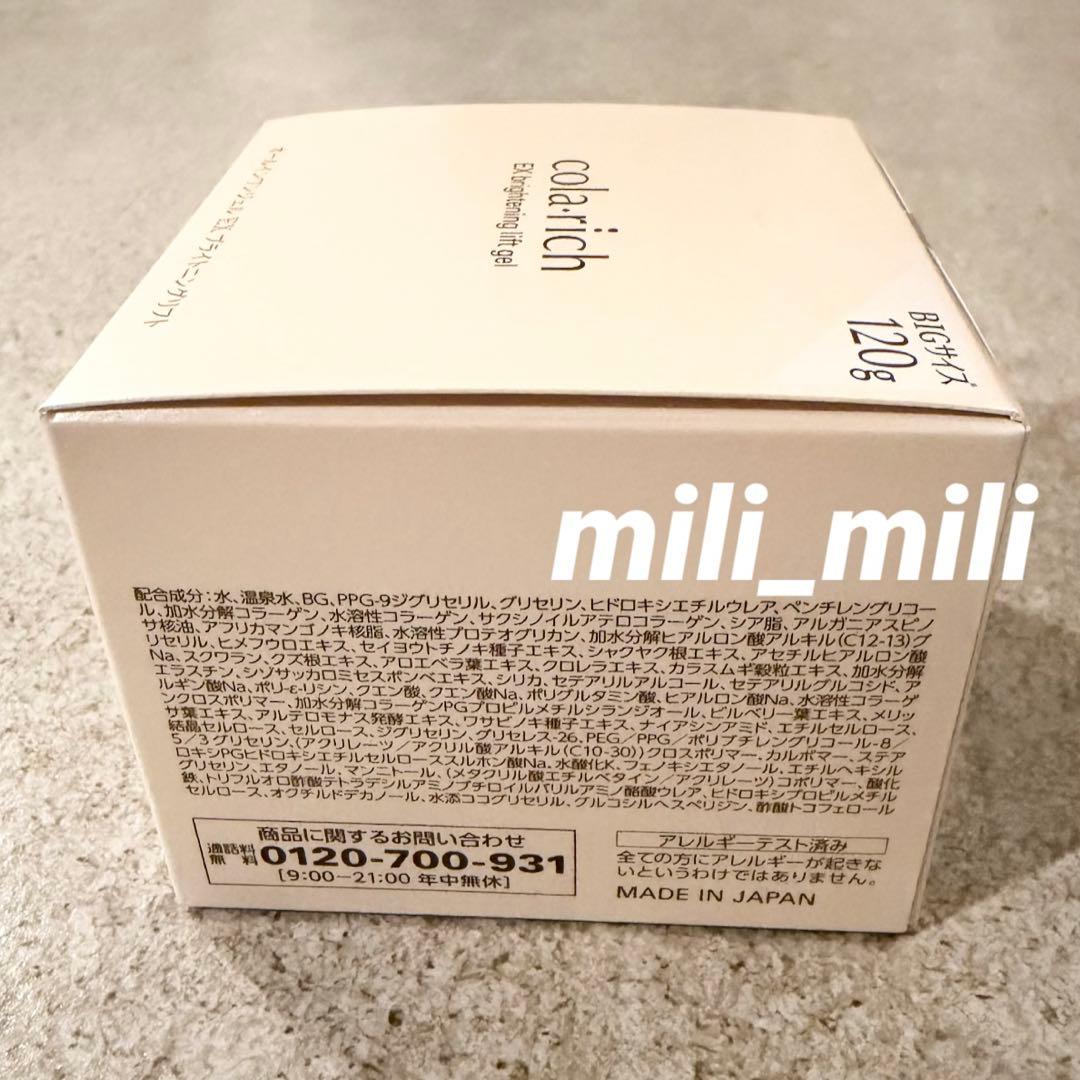 オールインワンジェルEX ブライトニングリフト
cola・rich
EX brightening lift gel
BIGサイズ
120g
mili_mili
配合成分:水、温泉水、BG、PPG-9ジグリセリル、グリセリン、ヒドロキシエチルウレア、ペンチレングリコー
ル、加水分解コラーゲン、水溶性コラーゲン、サクシノイルアテロコラーゲン、シア脂、アルガニアスピノ
サ核油、アフリカマンゴノキ核脂、水溶性プロテオグリカン、加水分解ヒアルロン酸アルキル(C12-13)グ
リセリル、ヒメフウロエキス、セイヨウトチノキ種子エキス、シャクヤク根エキス、アセチルヒアルロン酸
Na、スクワラン、クズ根エキス、アロエベラ葉エキス、クロレラエキス、カラスムギ穀粒エキス、加水分解
エラスチン、シゾサッカロミセスポンベエキス、シリカ、セテアリルアルコール、セテアリルグルコシド、ア
ルギン酸Na、ポリ-ε-リシン、クエン酸、クエン酸Na、ポリグルタミン酸、ヒアルロン酸Na、水溶性コラーゲ
ンクロスポリマー、加水分解コラーゲンPGプロピルメチルシランジオール、ビルベリー葉エキス、メリッ
サ葉エキス、アルテロモナス発酵エキス、ワサビノキ種子エキス、ナイアシンアミド、エチルセルロース、
結晶セルロース、セルロース、ジグリセリン、グリセレス-26、PEG/PPG/ポリブチレングリコール-8/
5/3グリセリン、(アクリレーツ/アクリル酸アルキル(C10-30))クロスポリマー、カルボマー、ステア
ロキシPGヒドロキシエチルセルローススルホン酸Na、水酸化K、フェノキシエタノール、エチルヘキシル
グリセリン、エタノール、マンニトール、(メタクリル酸エチルベタイン/アクリレーツ)コポリマー、酸化
鉄、トリフルオロ酢酸テトラデシルアミノブチロイルバリルアミノ酪酸ウレア、ヒドロキシプロピルメチル
セルロース、オクチルドデカノール、水添ココグリセリル、グルコシルヘスペリジン、酢酸トコフェロール
商品に関するお問い合わせ
通話料無料 0120-700-931
[9:00〜21:00 年中無休]
アレルギーテスト済み
全ての方にアレルギーが起きな
いというわけではありません。
MADE IN JAPAN